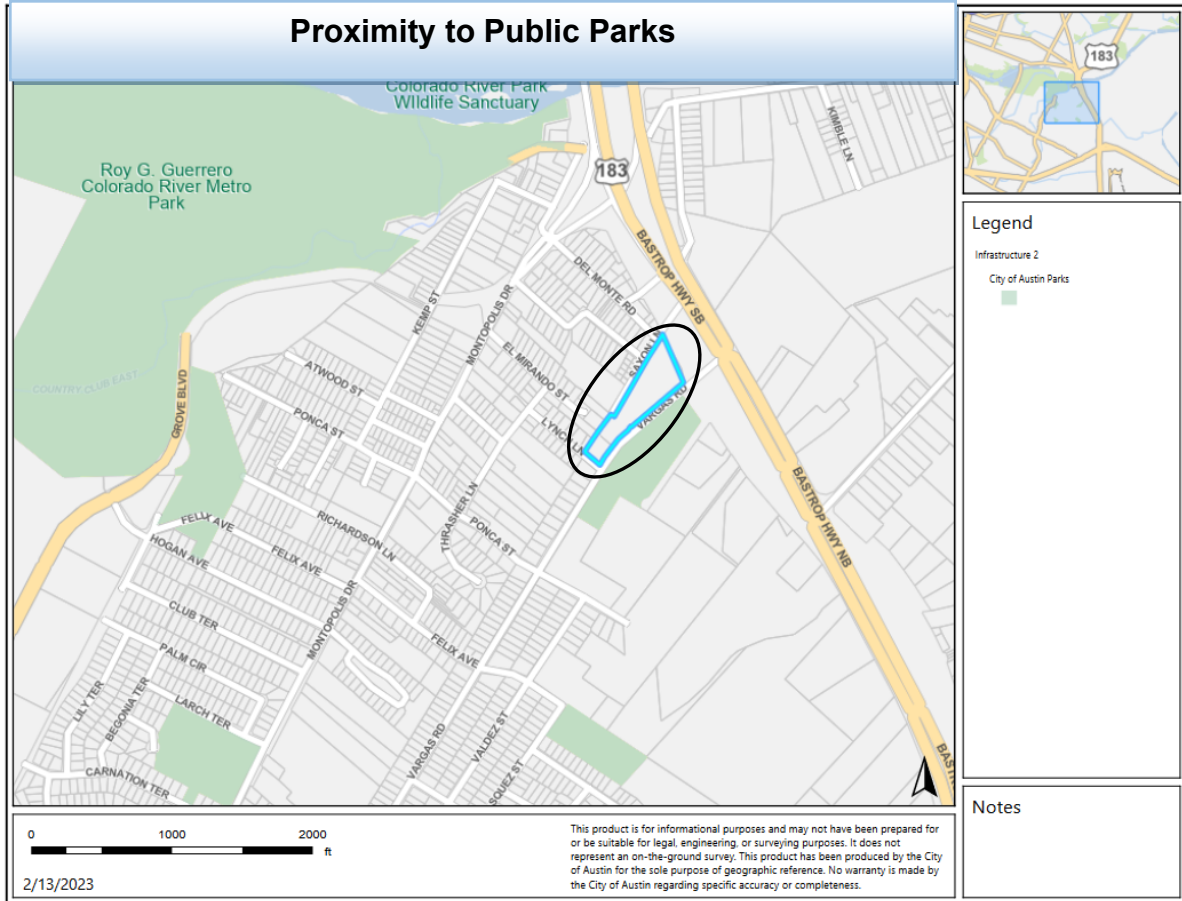 Proximity to Public Parks
Colorado River Park
Wildlife Sanctuary
Roy G. Guerrero
Colorado River Metro
Park
183
183
KIMBLE LN
BASTROP HWY SB
DEL MONTE RD
KEMP ST
MONTOPOLIS DR
SAXON LN
EL MIRANDO ST
ATWOOD ST
COUNTRY CLUB EAST
GROVE BLVD
PONCA ST
LYNCH LN
VARGAS RD
BASTROP HWY NB
THRASHER LN
PONCA ST
RICHARDSON LN
FELIX AVE
HOGAN AVE
FELIX AVE
CLUB TER
MONTOPOLIS DR
FELIX AVE
PALM CIR
LILY TER
BEGONIA TER
LARCH TER
VARGAS RD
VALDEZ ST
SQUEZ ST
CARNATION TER
BAST
Legend
Infrastructure 2
City of Austin Parks
Notes
0 1000 2000
ft
2/13/2023
This product is for informational purposes and may not have been prepared for
or be suitable for legal, engineering, or surveying purposes. It does not
represent an on-the-ground survey. This product has been produced by the City
of Austin for the sole purpose of geographic reference. No warranty is made by
the City of Austin regarding specific accuracy or completeness.